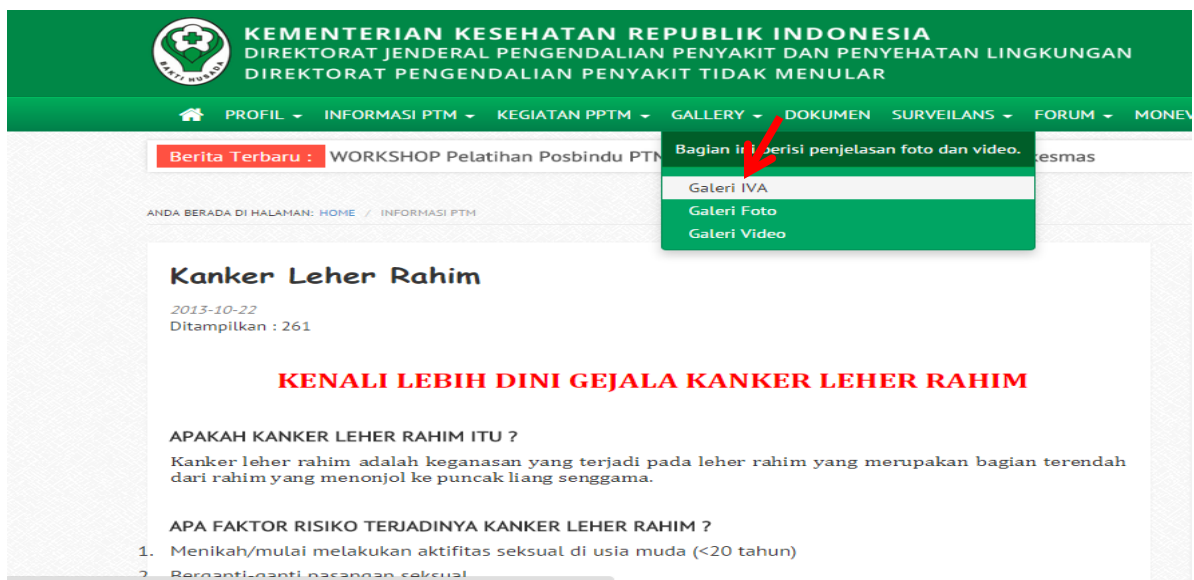 KEMENTERIAN KESEHATAN REPUBLIK INDONESIA
DIREKTORAT JENDERAL PENGENDALIAN PENYAKIT DAN PENYEHATAN LINGKUNGAN
DIREKTORAT PENGENDALIAN PENYAKIT TIDAK MENULAR
BAKTI HUSADA
PROFIL INFORMASI PTM KEGIATAN PPTM GALLERY DOKUMEN SURVEILANS FORUM MONEV
Berita Terbaru : WORKSHOP Pelatihan Posbindu PTM
Bagian ini berisi penjelasan foto dan video.
Galeri IVA
Galeri Foto
Galeri Video
ANDA BERADA DI HALAMAN: HOME / INFORMASI PTM
Kanker Leher Rahim
2013-10-22
Ditampilkan : 261
KENALI LEBIH DINI GEJALA KANKER LEHER RAHIM
APAKAH KANKER LEHER RAHIM ITU ?
Kanker leher rahim adalah keganasan yang terjadi pada leher rahim yang merupakan bagian terendah
dari rahim yang menonjol ke puncak liang senggama.
APA FAKTOR RISIKO TERJADINYA KANKER LEHER RAHIM ?
1. Menikah/mulai melakukan aktifitas seksual di usia muda (<20 tahun)
2. Berganti-ganti pasangan seksual